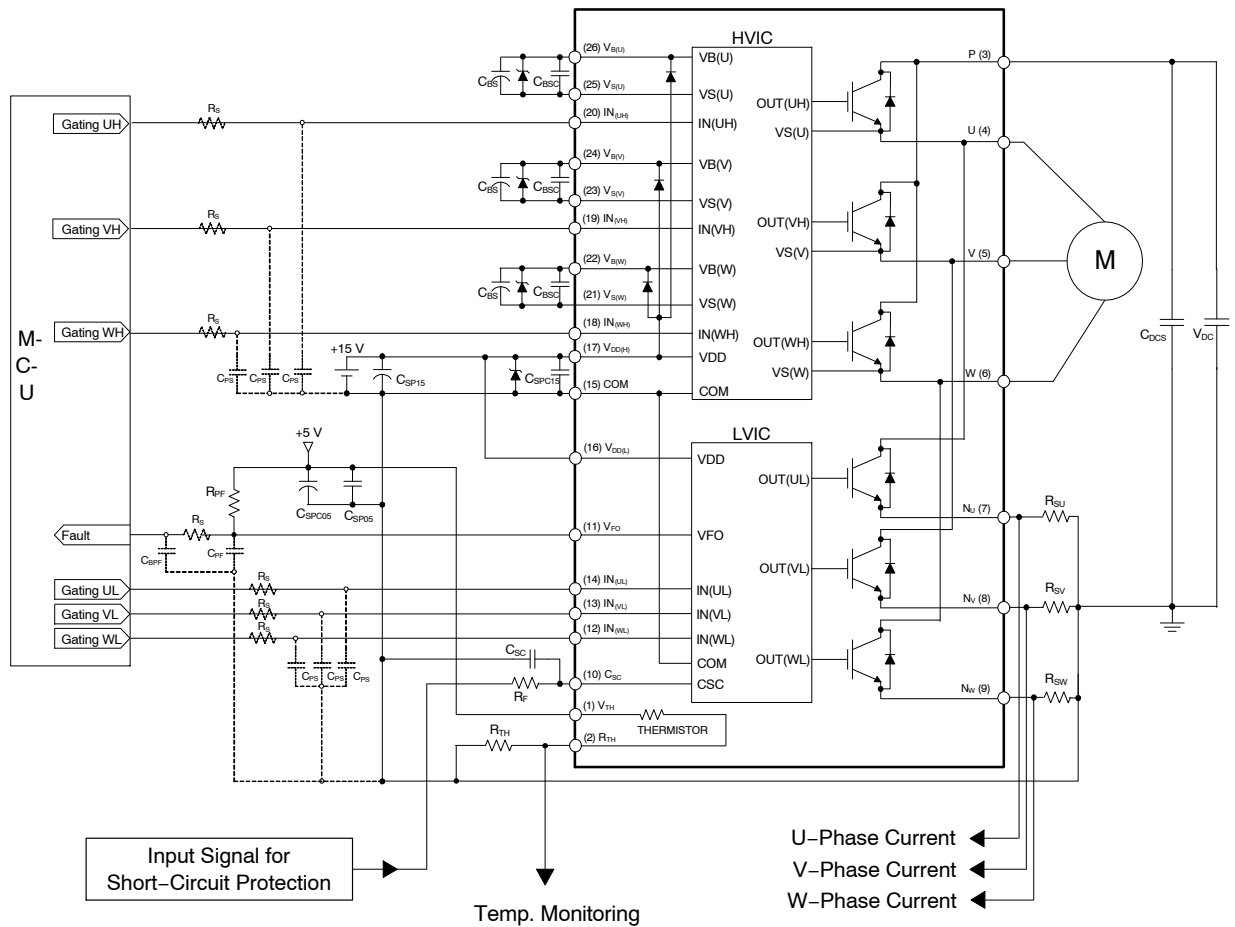 HVIC
(26) VB(U)
VB(U)
P (3)
CBS
CBSC
(25) VS(U)
VS(U)
OUT(UH)
Gating UH
RS
(20) IN(UH)
IN(UH)
VS(U)
U (4)
(24) VB(V)
VB(V)
CBS
CBSC
(23) VS(V)
VS(V)
OUT(VH)
Gating VH
RS
(19) IN(VH)
IN(VH)
VS(V)
V (5)
M
(22) VB(W)
VB(W)
CBS
CBSC
(21) VS(W)
VS(W)
Gating WH
RS
(18) IN(WH)
IN(WH)
OUT(WH)
CDCS
VDC
M-
C-
U
+15 V
(17) VDD(H)
VDD
VS(W)
W (6)
CPS
CPS
CPS
CSP15
CSPC15
(15) COM
COM
+5 V
LVIC
(16) VDD(L)
VDD
OUT(UL)
RPF
CSPC05
CSP05
RSU
NU (7)
Fault
RS
(11) VFO
VFO
CBPF
CPF
OUT(VL)
Gating UL
RS
(14) IN(UL)
IN(UL)
RSV
Gating VL
RS
(13) IN(VL)
IN(VL)
NV (8)
Gating WL
RS
(12) IN(WL)
IN(WL)
CPS
CPS
CPS
CSC
COM
OUT(WL)
RF
(10) CSC
CSC
RSW
NW (9)
(1) VTH
THERMISTOR
RTH
(2) RTH
Input Signal for
Short-Circuit Protection
Temp. Monitoring
U-Phase Current
V-Phase Current
W-Phase Current